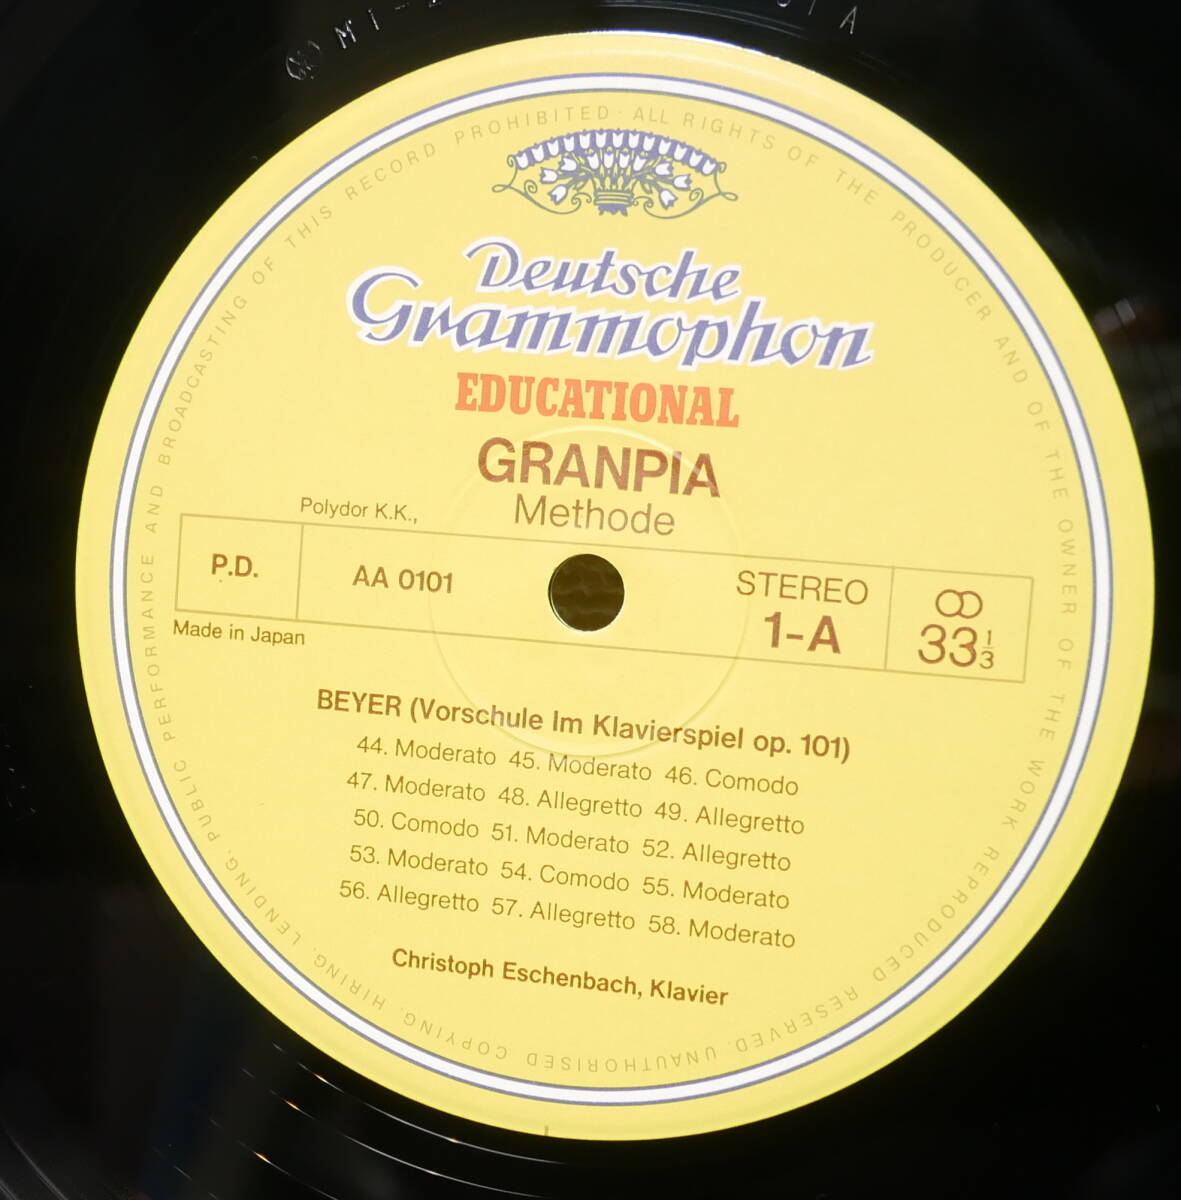 MI-
01A
PUBLIC PERFORMANCE AND BROADCASTING OF THIS RECORD PROHIBITED · ALL RIGHTS OF THE PRODUCER AND OF THE OWNER OF THE WORK REPRODUCED RESERVED. UNAUTHORISED COPYING, HIRING, LENDING,
Deutsche
Grammophon
EDUCATIONAL
GRANPIA
Methode
Polydor K.K.,
P.D.
AA 0101
STEREO
1-A
33 1/3
Made in Japan
BEYER (Vorschule Im Klavierspiel op. 101)
44. Moderato 45. Moderato 46. Comodo
47. Moderato 48. Allegretto 49. Allegretto
50. Comodo 51. Moderato 52. Allegretto
53. Moderato 54. Comodo 55. Moderato
56. Allegretto 57. Allegretto 58. Moderato
Christoph Eschenbach, Klavier